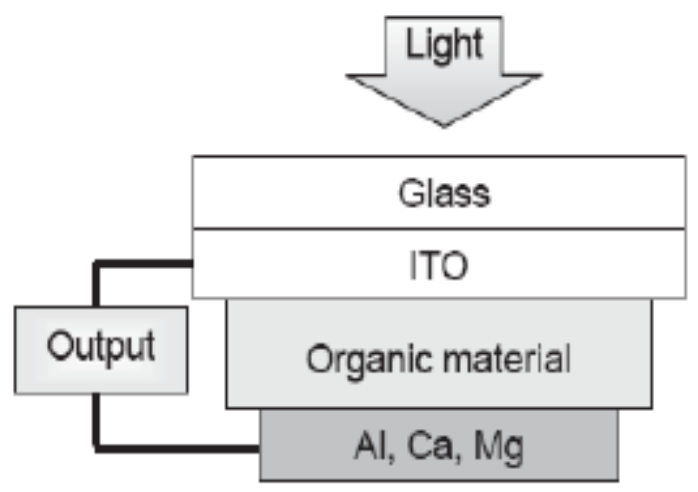 Light
Glass
ITO
Output
Organic material
Al, Ca, Mg